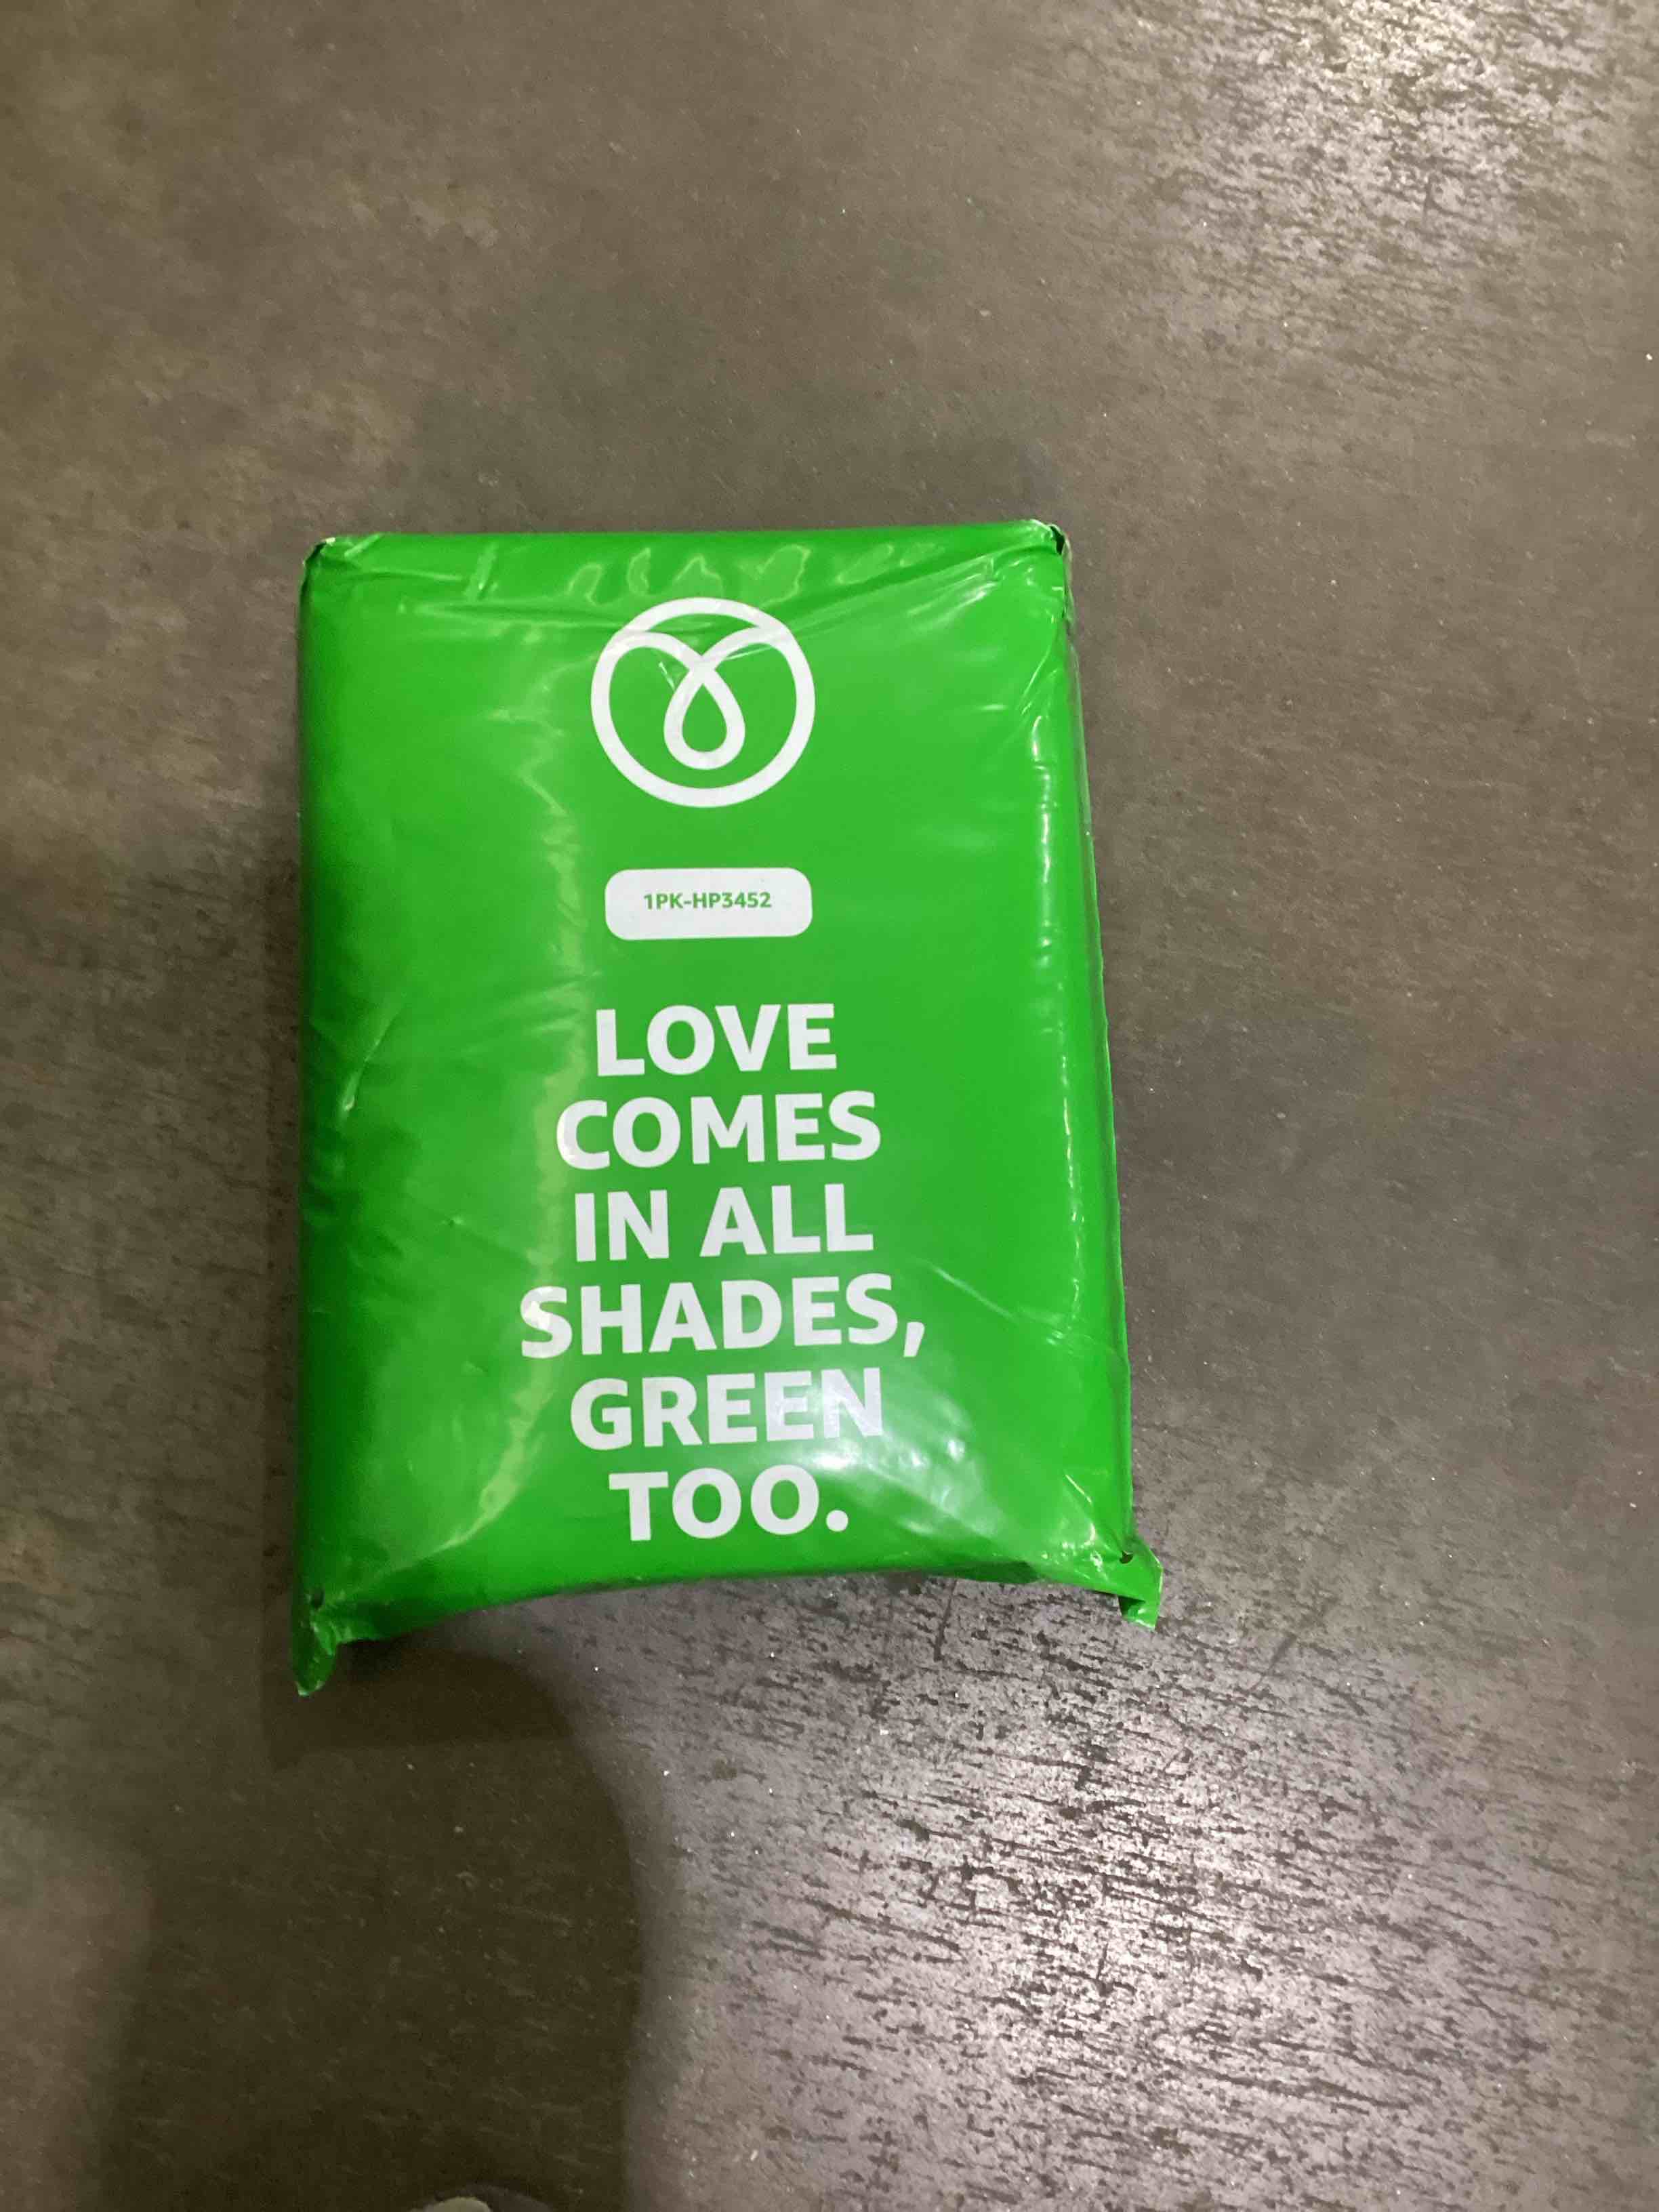 1PK-HP3452
LOVE
COMES
IN ALL
SHADES,
GREEN
TOO.